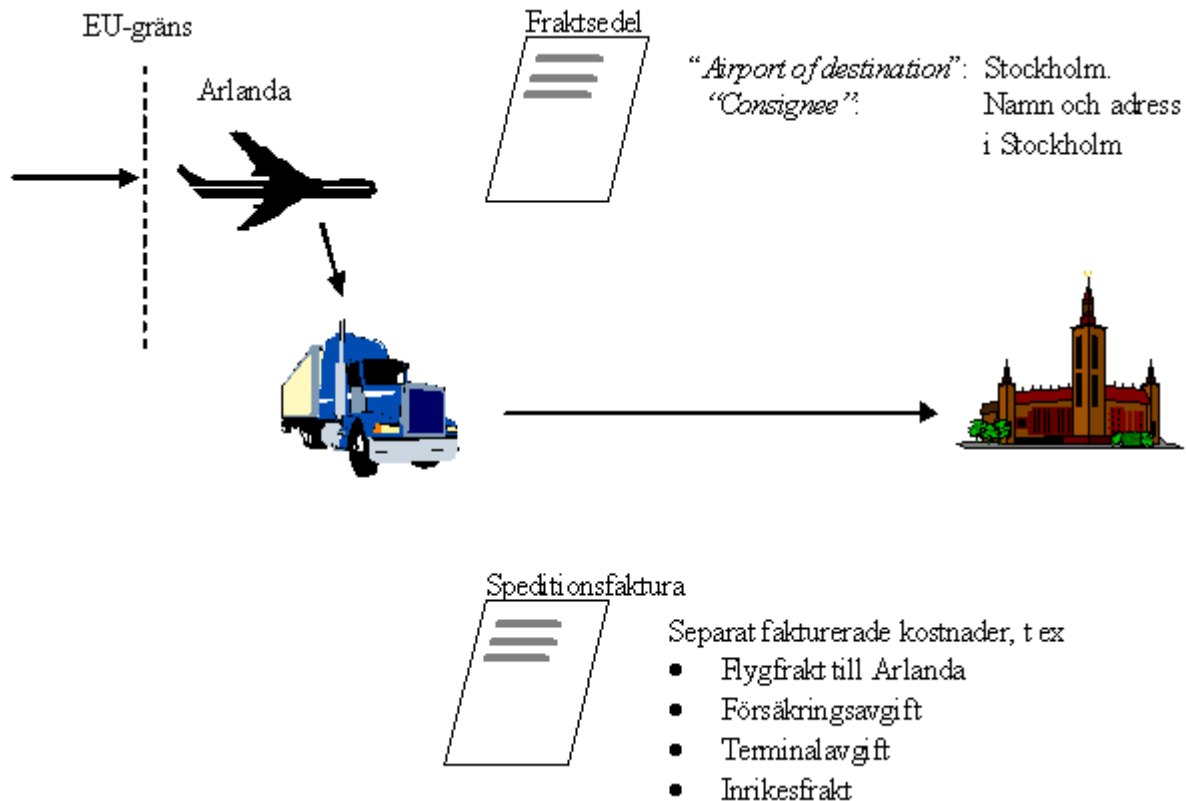 EU-gräns
Fraktsedel
Arlanda
“Airport of destination”: Stockholm.
“Consignee”: Namn och adress
i Stockholm
Speditionsfaktura
Separat fakturerade kostnader, t ex
● Flygfrakt till Arlanda
● Försäkringsavgift
● Terminalavgift
● Inrikesfrakt